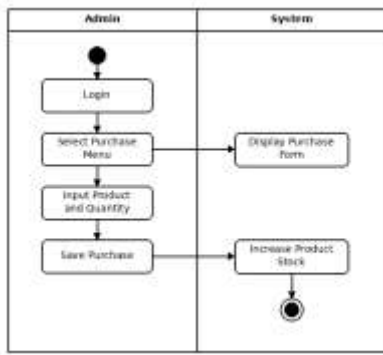 Admin
System
Login
Select Purchase
Menu
Display Purchase
Form
Input Product
and Quantity
Save Purchase
Increase Product
Stock